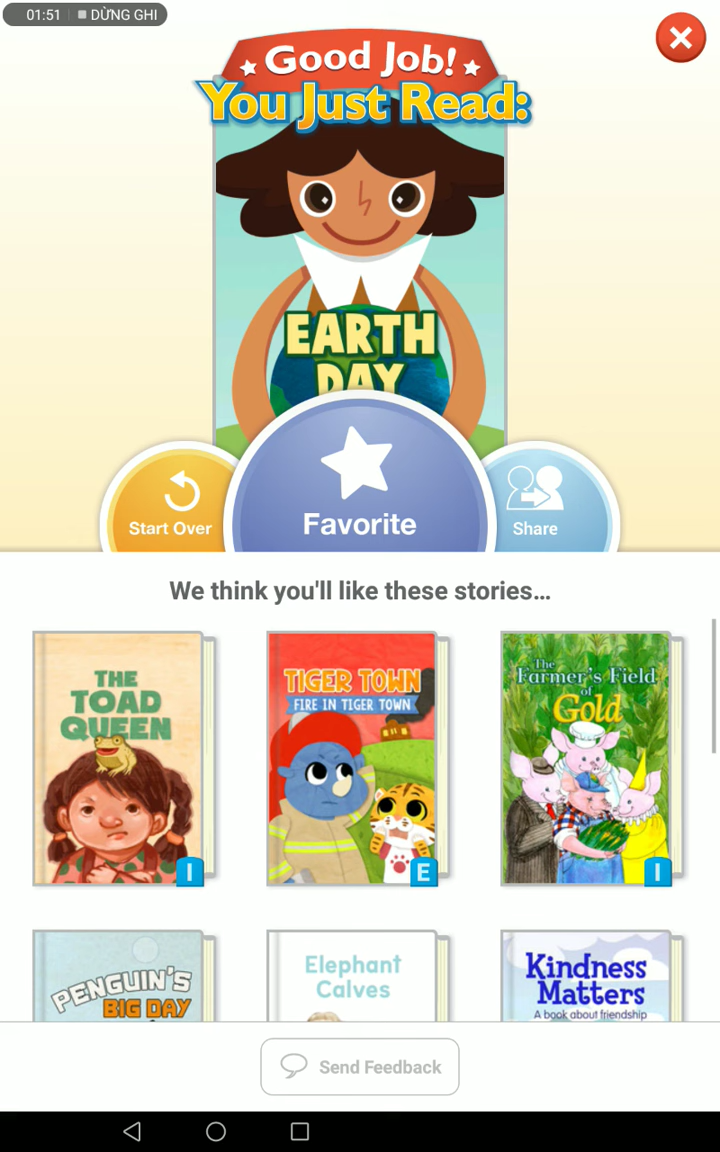 01:51 DỪNG GHI
Good Job!
You Just Read:
EARTH
DAY
Start Over
Favorite
Share
We think you'll like these stories...
THE
TOAD
QUEEN
I
TIGER TOWN
FIRE IN TIGER TOWN
E
The
Farmer's Field
of
Gold
I
PENGUIN'S
BIG DAY
Elephant
Calves
Kindness
Matters
A book about friendship
Send Feedback